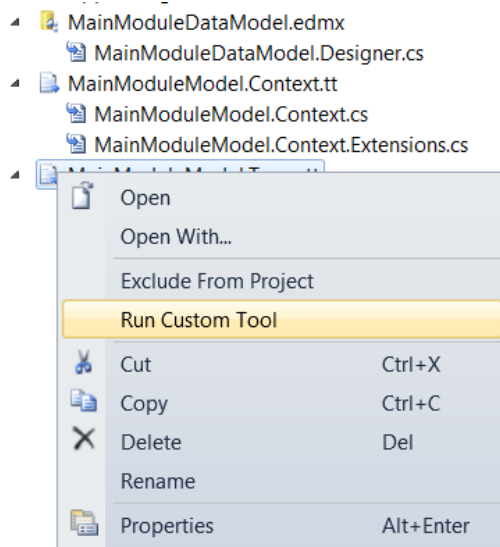 MainModuleDataModel.edmx
MainModuleDataModel.Designer.cs
MainModuleModel.Context.tt
MainModuleModel.Context.cs
MainModuleModel.Context.Extensions.cs
Open
Open With...
Exclude From Project
Run Custom Tool
Cut Ctrl+X
Copy Ctrl+C
Delete Del
Rename
Properties Alt+Enter